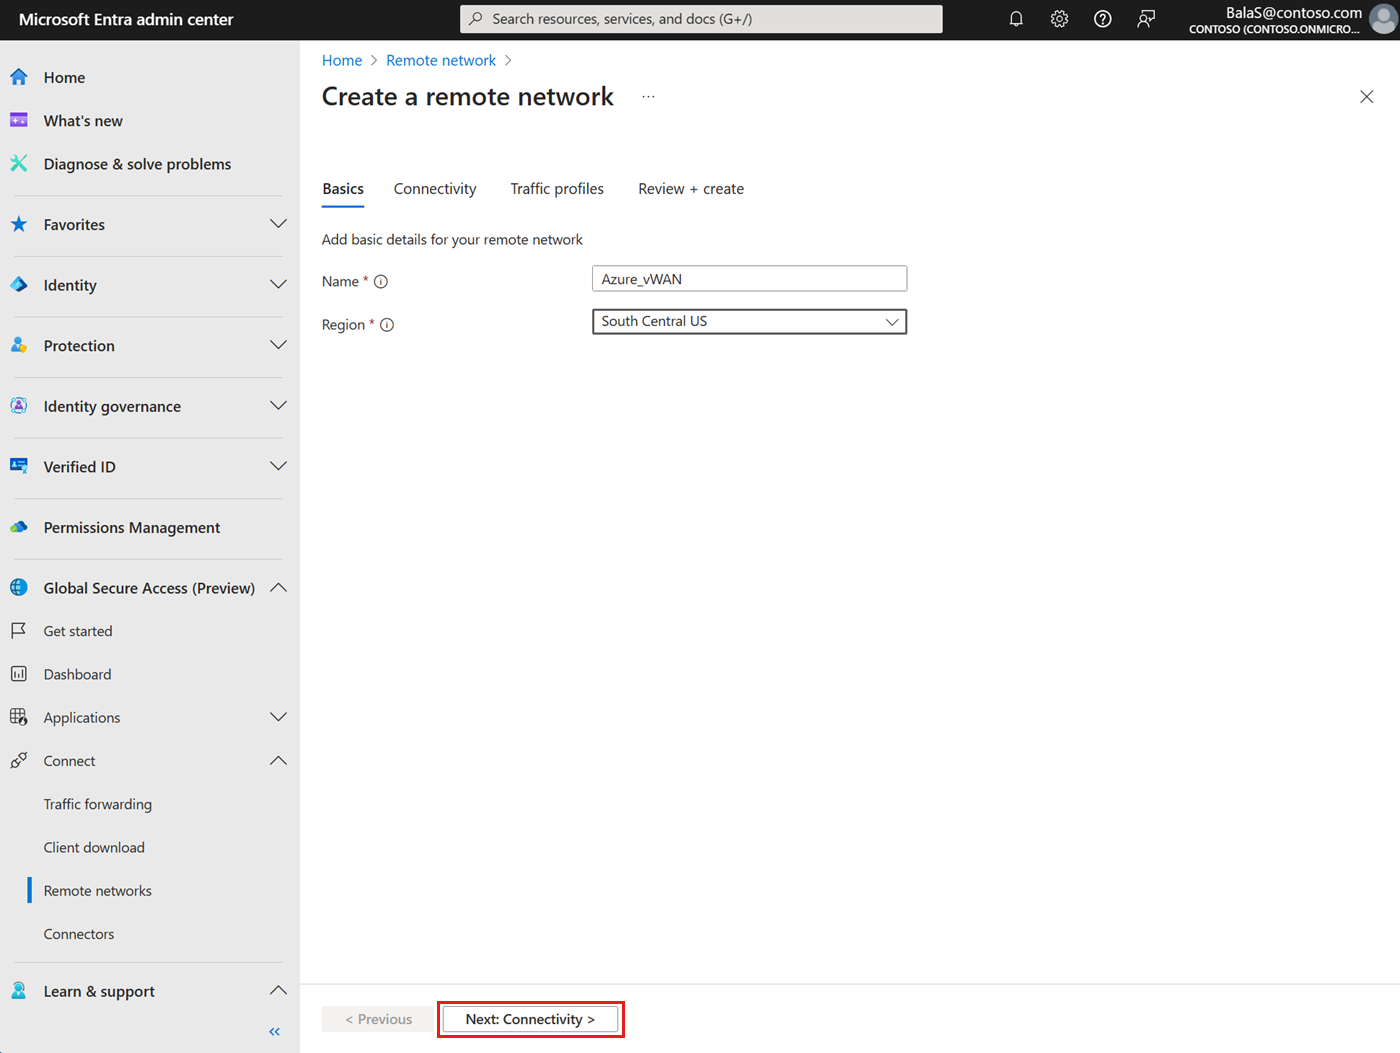 Microsoft Entra admin center
Search resources, services, and docs (G+/)
BalaS@contoso.com
CONTOSO (CONTOSO.ONMICRO...
Home
What's new
Diagnose & solve problems
Favorites
Identity
Protection
Identity governance
Verified ID
Permissions Management
Global Secure Access (Preview)
Get started
Dashboard
Applications
Connect
Traffic forwarding
Client download
Remote networks
Connectors
Learn & support
Home > Remote network >
Create a remote network ...
Basics Connectivity Traffic profiles Review + create
Add basic details for your remote network
Name * Azure_vWAN
Region * South Central US
< Previous Next: Connectivity >